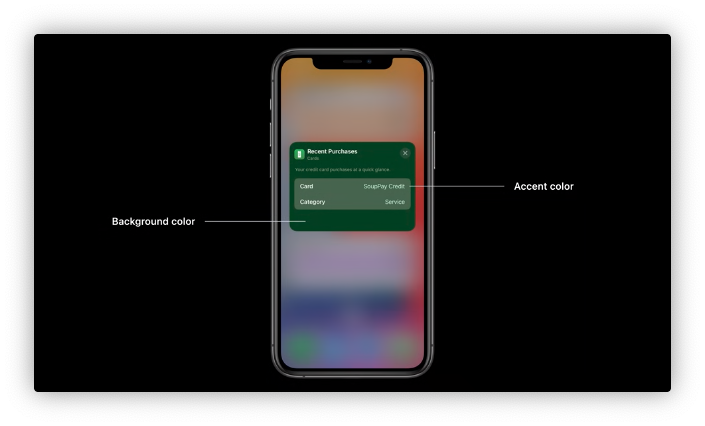 Recent Purchases
Cards
Your credit card purchases at a quick glance
Card SoupPay Credit
Category Service
Accent color
Background color